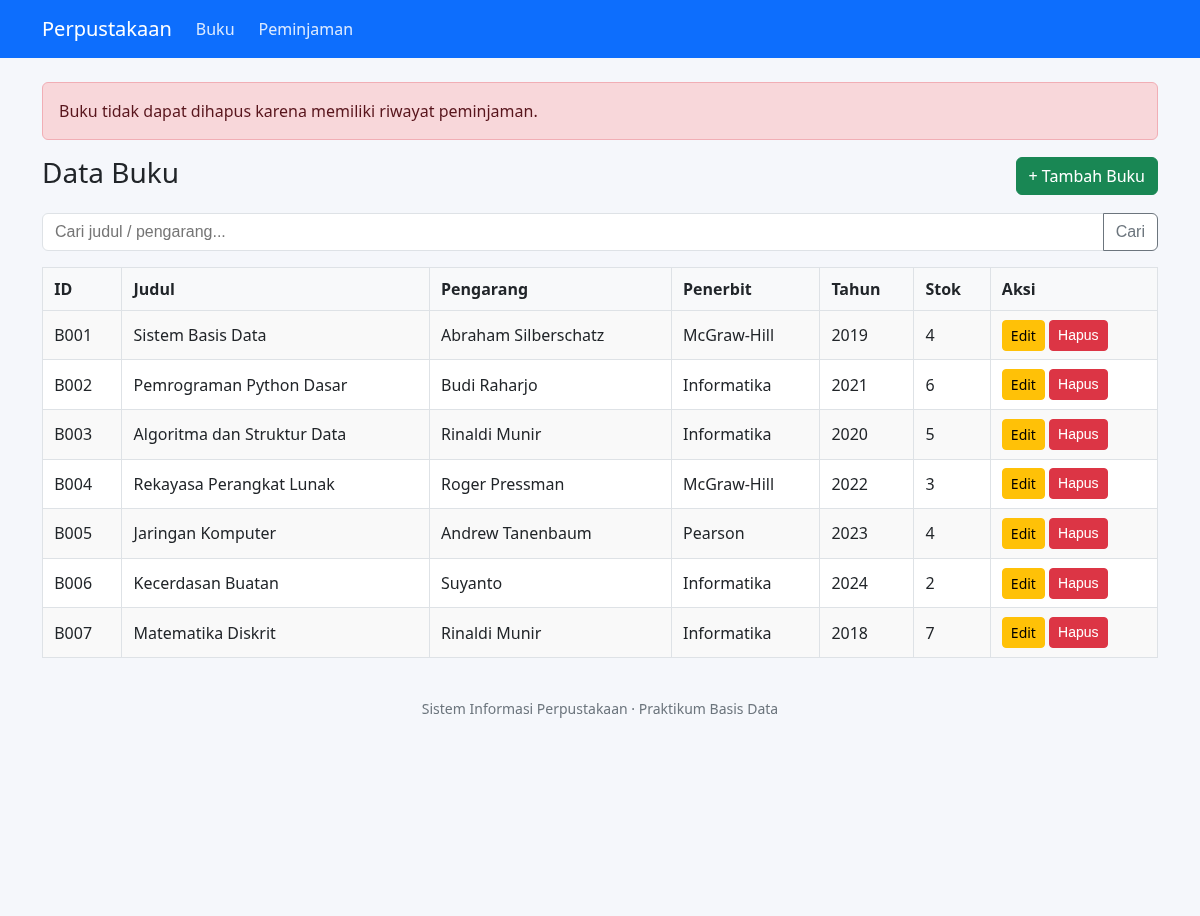 Perpustakaan Buku Peminjaman
Buku tidak dapat dihapus karena memiliki riwayat peminjaman.
Data Buku + Tambah Buku
Cari judul / pengarang... Cari
ID Judul Pengarang Penerbit Tahun Stok Aksi
B001 Sistem Basis Data Abraham Silberschatz McGraw-Hill 2019 4 Edit Hapus
B002 Pemrograman Python Dasar Budi Raharjo Informatika 2021 6 Edit Hapus
B003 Algoritma dan Struktur Data Rinaldi Munir Informatika 2020 5 Edit Hapus
B004 Rekayasa Perangkat Lunak Roger Pressman McGraw-Hill 2022 3 Edit Hapus
B005 Jaringan Komputer Andrew Tanenbaum Pearson 2023 4 Edit Hapus
B006 Kecerdasan Buatan Suyanto Informatika 2024 2 Edit Hapus
B007 Matematika Diskrit Rinaldi Munir Informatika 2018 7 Edit Hapus
Sistem Informasi Perpustakaan · Praktikum Basis Data